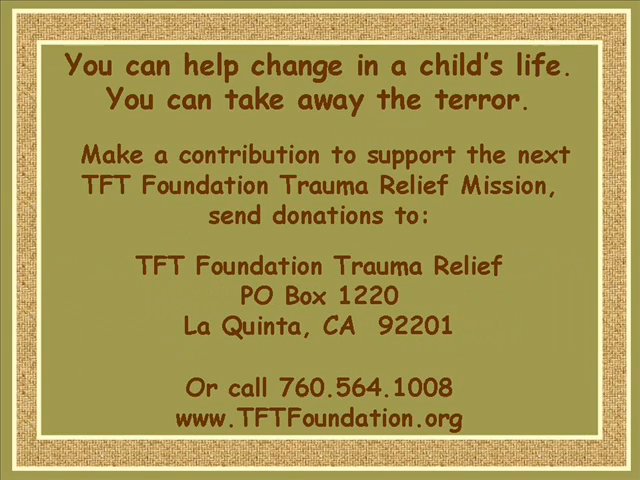 You can help change in a child's life.
You can take away the terror.
Make a contribution to support the next
TFT Foundation Trauma Relief Mission,
send donations to:
TFT Foundation Trauma Relief
PO Box 1220
La Quinta, CA  92201
Or call 760.564.1008
www.TFTFoundation.org